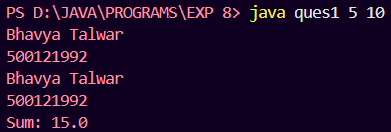 PS D:\JAVA\PROGRAMS\EXP 8> java ques1 5 10
Bhavya Talwar
500121992
Bhavya Talwar
500121992
Sum: 15.0